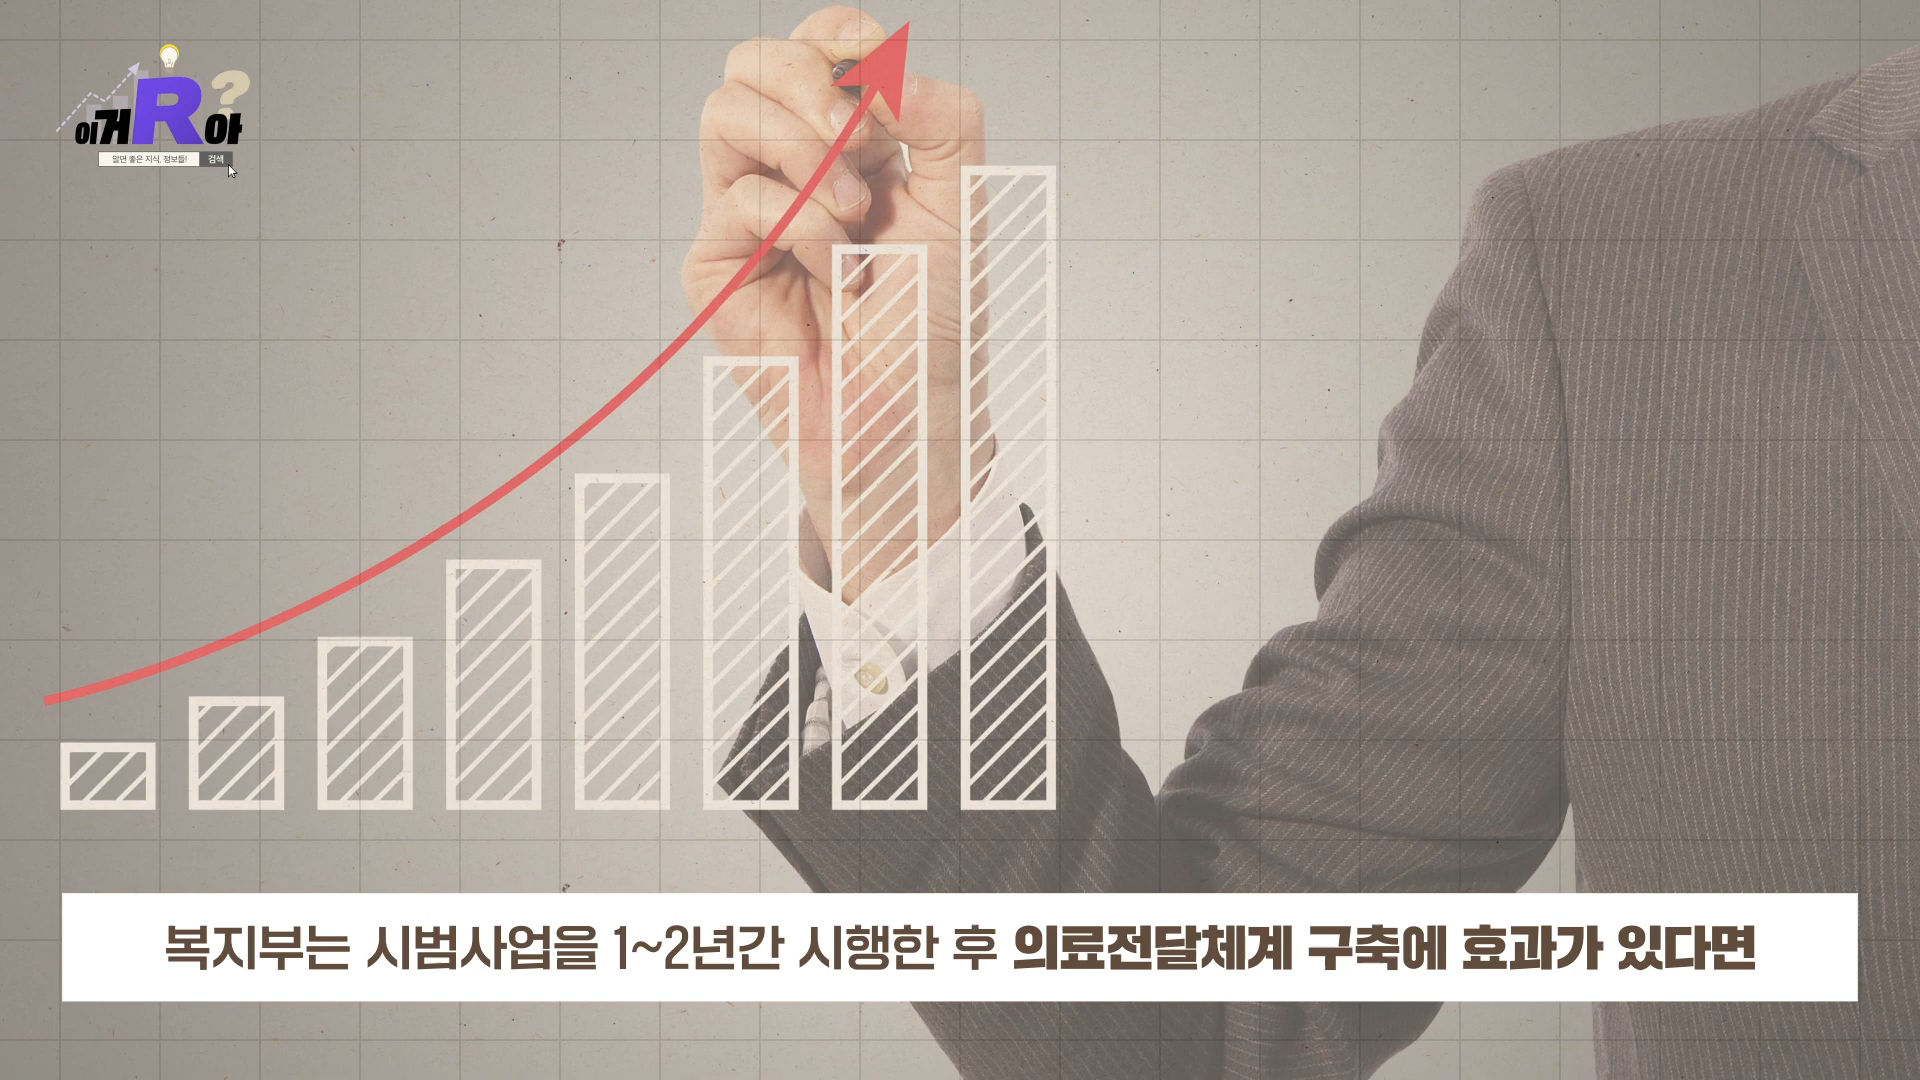 이거R아?
알면 좋은 지식, 정보들! 검색
복지부는 시범사업을 1~2년간 시행한 후 의료전달체계 구축에 효과가 있다면